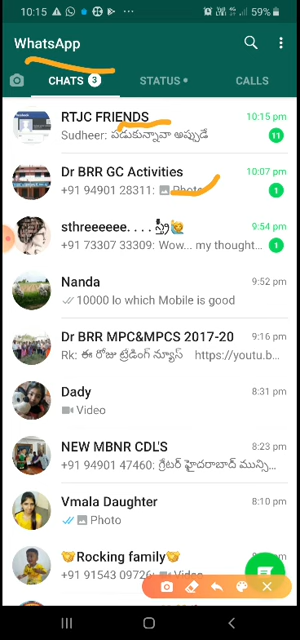 10:15
59%
WhatsApp
CHATS 3
STATUS
CALLS
RTJC FRIENDS
10:15 pm
Sudheer: పడుకున్నావా అప్పుడే
11
Dr BRR GC Activities
10:07 pm
+91 94901 28311: Photo
1
sthreeeeee. . . . స్త్రీ
9:54 pm
+91 73307 33309: Wow... my thought...
1
Nanda
9:52 pm
10000 lo which Mobile is good
Dr BRR MPC&MPCS 2017-20
9:16 pm
Rk: ఈ రోజు ట్రేడింగ్ న్యూస్ https://youtu.b...
Dady
8:31 pm
Video
NEW MBNR CDL'S
8:23 pm
+91 94901 47460: గ్రేటర్ హైదరాబాద్ మున్సి...
Vmala Daughter
8:10 pm
Photo
Rocking family
+91 91543 09726: Video